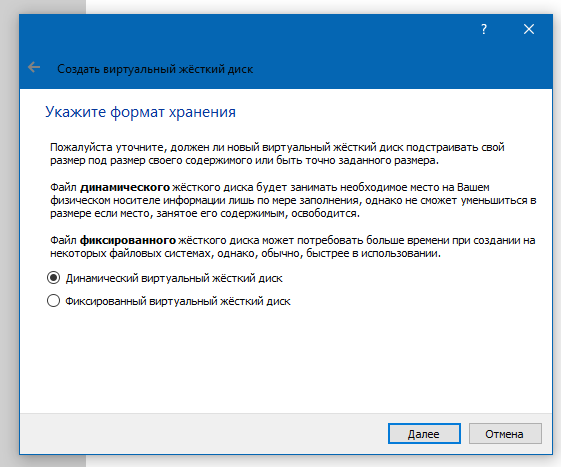 ?
Создать виртуальный жёсткий диск
Укажите формат хранения
Пожалуйста уточните, должен ли новый виртуальный жёсткий диск подстраивать свой
размер под размер своего содержимого или быть точно заданного размера.
Файл динамического жёсткого диска будет занимать необходимое место на Вашем
физическом носителе информации лишь по мере заполнения, однако не сможет уменьшиться в
размере если место, занятое его содержимым, освободится.
Файл фиксированного жёсткого диска может потребовать больше времени при создании на
некоторых файловых системах, однако, обычно, быстрее в использовании.
Динамический виртуальный жёсткий диск
Фиксированный виртуальный жёсткий диск
Далее
Отмена